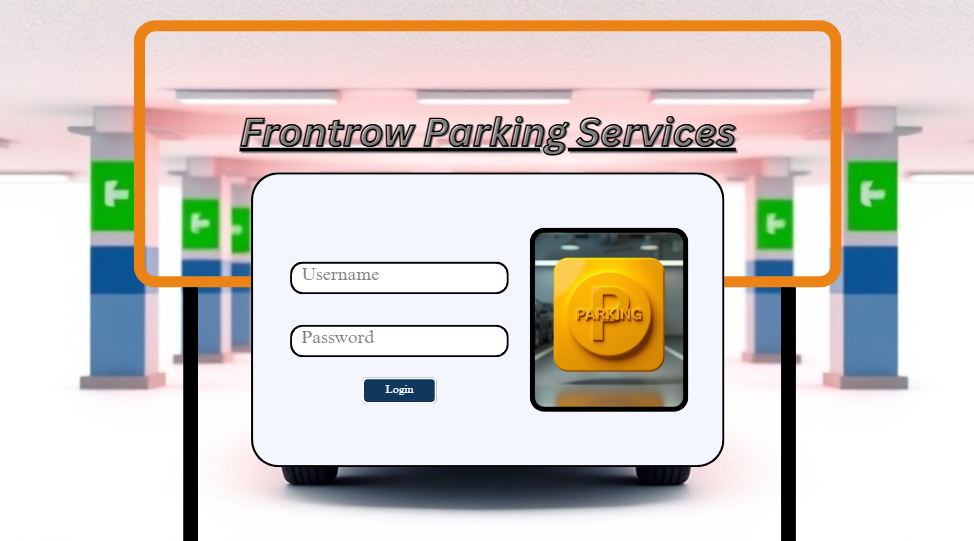 Frontrow Parking Services
Username
Password
Login
P
PARKING